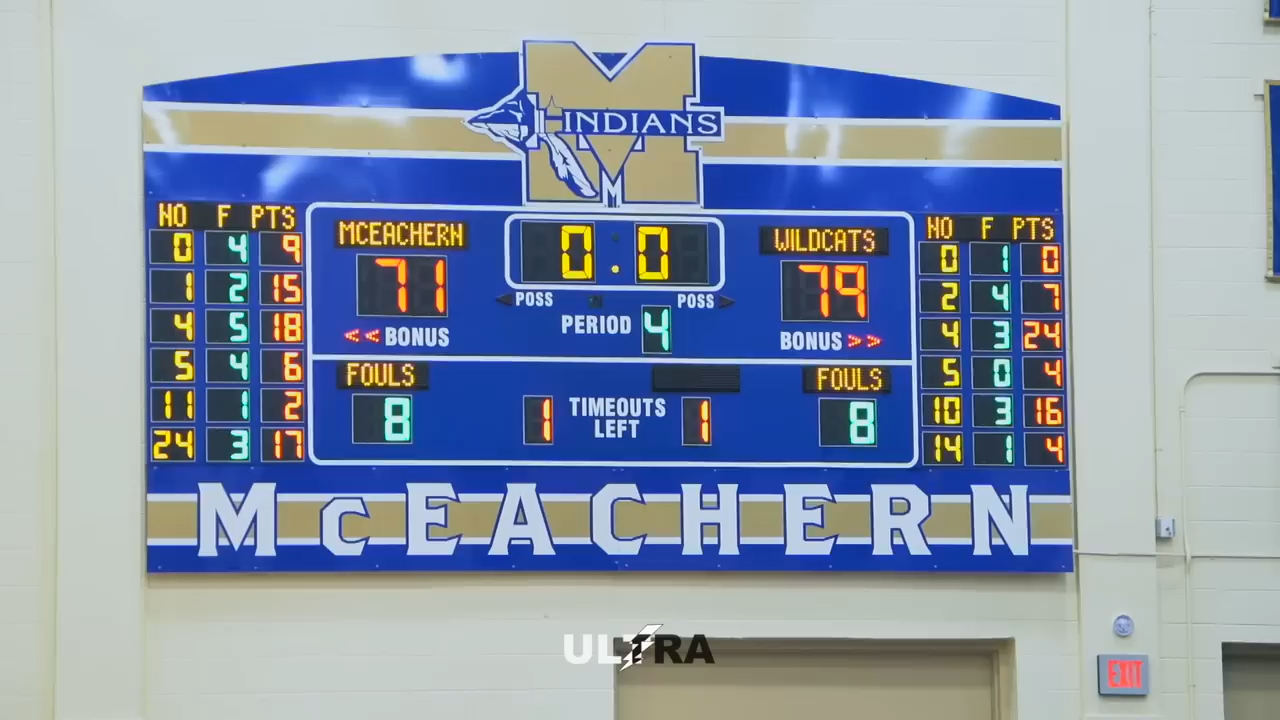 INDIANS
M
NO F PTS
0 4 9
1 2 15
4 5 18
5 4 6
11 1 2
24 3 17
MCEACHERN
71
<< BONUS
0.0
POSS POSS
PERIOD 4
WILDCATS
79
BONUS >>
FOULS
8
1 TIMEOUTS LEFT 1
FOULS
8
NO F PTS
0 1 0
2 4 7
4 3 24
5 0 4
10 3 16
14 1 4
MCEACHERN
ULTRA
EXIT